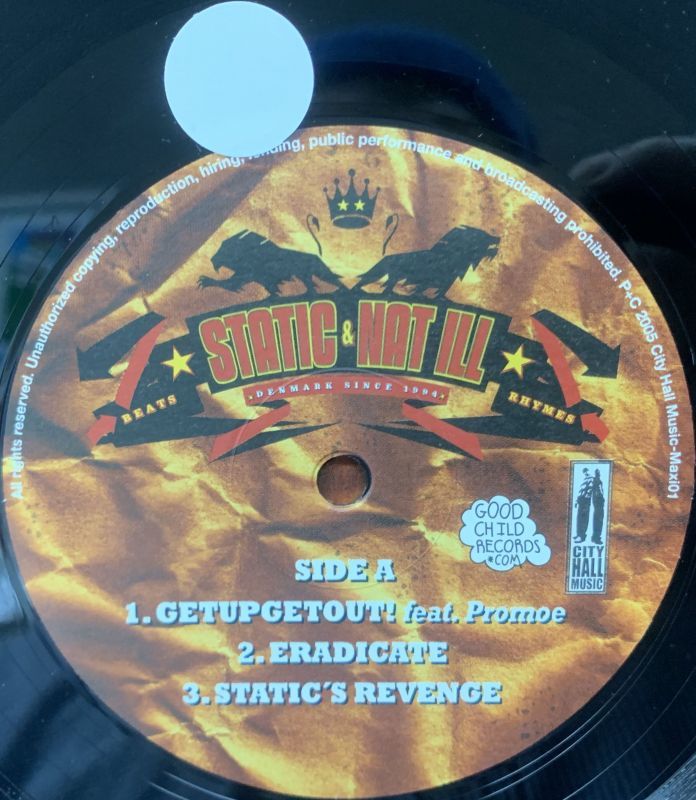 All rights reserved. Unauthorized copying, reproduction, hiring, lending, public performance and broadcasting prohibited. P+C 2005 City Hall Music-Maxi01
STATIC & NAT ILL
•DENMARK SINCE 1994•
BEATS
RHYMES
GOOD
CHILD
RECORDS
•COM
CITY
HALL
MUSIC
SIDE A
1. GETUPGETOUT! feat. Promoe
2. ERADICATE
3. STATIC´S REVENGE